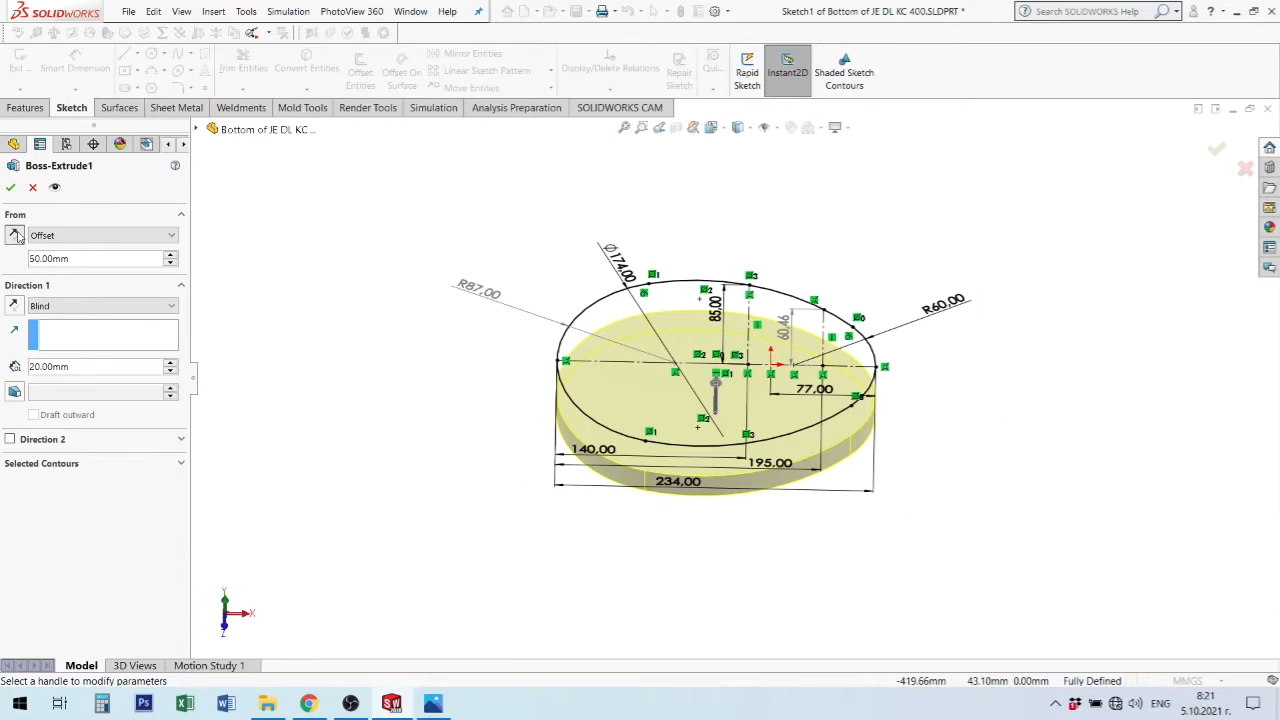 SOLIDWORKS File Edit View Insert Tools Simulation PhotoView 360 Window Help Sketch1 of Bottom of JE DL KC 400.SLDPRT * Search SOLIDWORKS Help
Exit ... Smart Dimension Trim Entities Convert Entities Offset Entities Offset On Surface Mirror Entities Linear Sketch Pattern Move Entities Display/Delete Relations Repair Sketch Qui... Rapid Sketch Instant2D Shaded Sketch Contours
Features Sketch Surfaces Sheet Metal Weldments Mold Tools Render Tools Simulation Analysis Preparation SOLIDWORKS CAM
Bottom of JE DL KC ...
Boss-Extrude1
From
Offset
50.00mm
Direction 1
Blind
20.00mm
Draft outward
Direction 2
Selected Contours
Ø174,00
R87,00
85,00
60,46
R60,00
77,00
140,00
195,00
234,00
Y
X
Z
Model 3D Views Motion Study 1
Select a handle to modify parameters -419.66mm 43.10mm 0.00mm Fully Defined MMGS
8:21
ENG
5.10.2021 г.